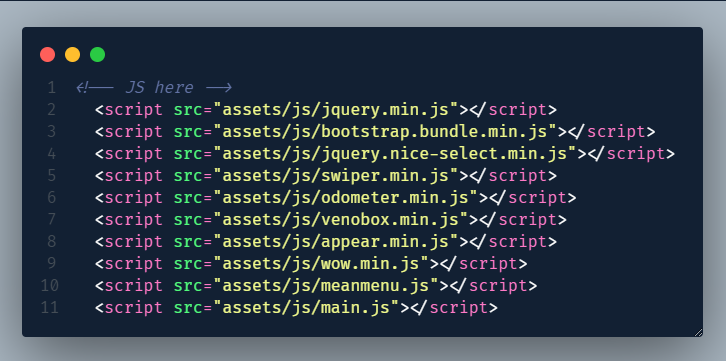 1 <!-- JS here -->
2 <script src="assets/js/jquery.min.js"></script>
3 <script src="assets/js/bootstrap.bundle.min.js"></script>
4 <script src="assets/js/jquery.nice-select.min.js"></script>
5 <script src="assets/js/swiper.min.js"></script>
6 <script src="assets/js/odometer.min.js"></script>
7 <script src="assets/js/venobox.min.js"></script>
8 <script src="assets/js/appear.min.js"></script>
9 <script src="assets/js/wow.min.js"></script>
10 <script src="assets/js/meanmenu.js"></script>
11 <script src="assets/js/main.js"></script>